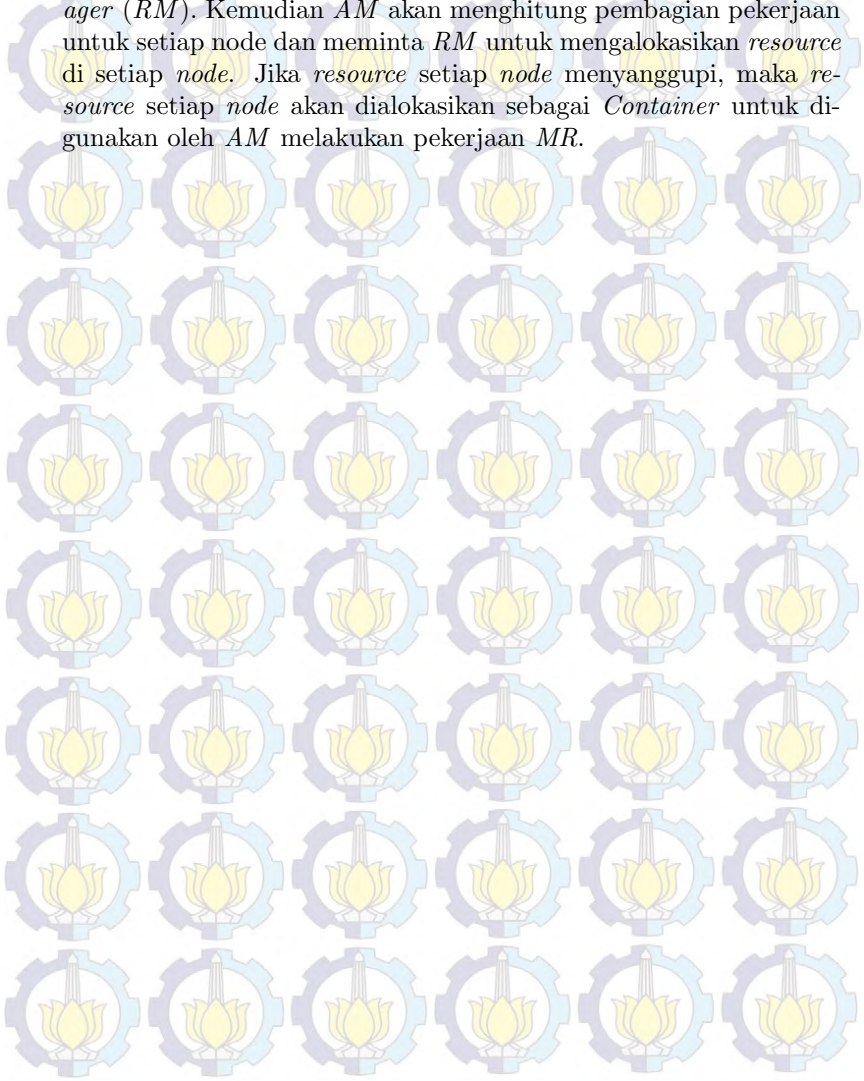 ager (RM). Kemudian AM akan menghitung pembagian pekerjaan
untuk setiap node dan meminta RM untuk mengalokasikan resource
di setiap node. Jika resource setiap node menyanggupi, maka re-
source setiap node akan dialokasikan sebagai Container untuk di-
gunakan oleh AM melakukan pekerjaan MR.